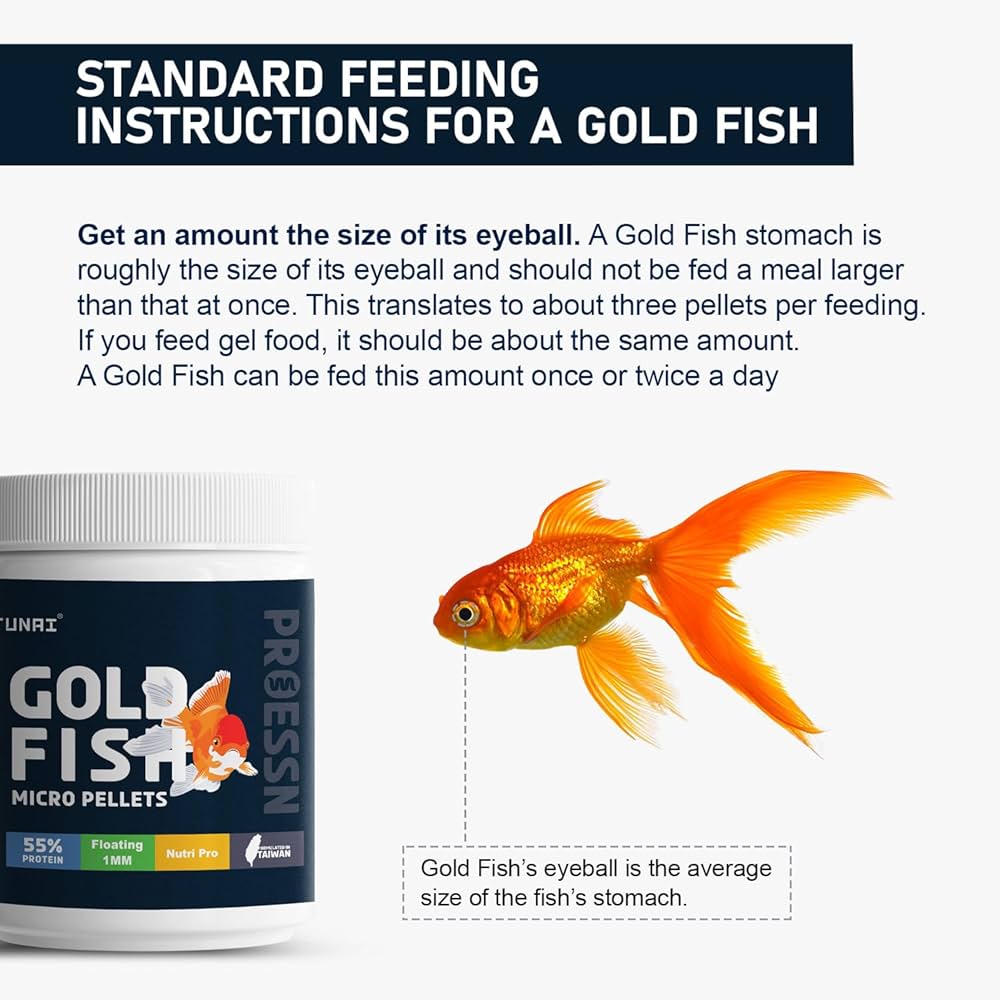 STANDARD FEEDING
INSTRUCTIONS FOR A GOLD FISH
Get an amount the size of its eyeball. A Gold Fish stomach is
roughly the size of its eyeball and should not be fed a meal larger
than that at once. This translates to about three pellets per feeding.
If you feed gel food, it should be about the same amount.
A Gold Fish can be fed this amount once or twice a day
TUNAI®
GOLD
FISH
MICRO PELLETS
55%
PROTEIN
Floating
1MM
Nutri Pro
TAIWAN
Gold Fish's eyeball is the average
size of the fish's stomach.